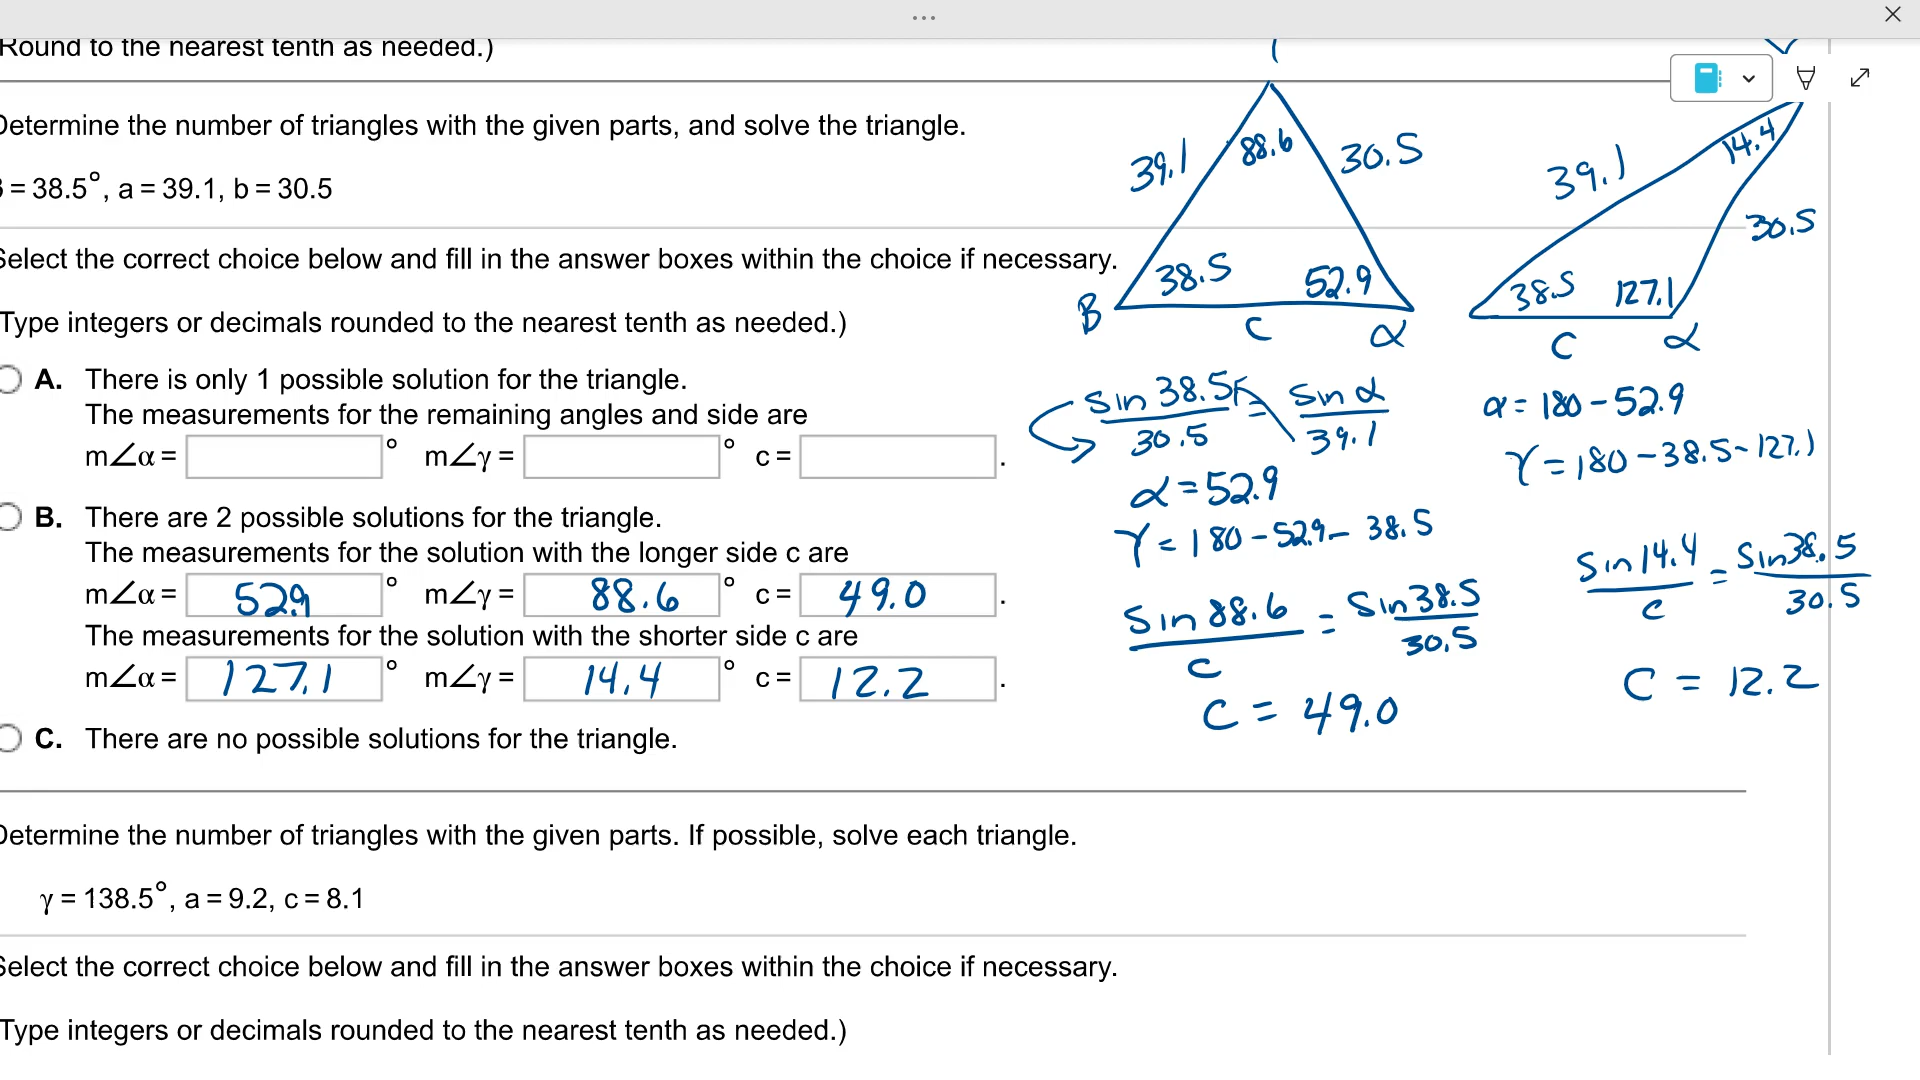 Round to the nearest tenth as needed.)
Determine the number of triangles with the given parts, and solve the triangle.
β = 38.5°, a = 39.1, b = 30.5
Select the correct choice below and fill in the answer boxes within the choice if necessary.
Type integers or decimals rounded to the nearest tenth as needed.)
A. There is only 1 possible solution for the triangle.
The measurements for the remaining angles and side are
m∠α = ° m∠γ = ° c = .
B. There are 2 possible solutions for the triangle.
The measurements for the solution with the longer side c are
m∠α = 52.9 ° m∠γ = 88.6 ° c = 49.0 .
The measurements for the solution with the shorter side c are
m∠α = 127.1 ° m∠γ = 14.4 ° c = 12.2 .
C. There are no possible solutions for the triangle.
Determine the number of triangles with the given parts. If possible, solve each triangle.
γ = 138.5°, a = 9.2, c = 8.1
Select the correct choice below and fill in the answer boxes within the choice if necessary.
Type integers or decimals rounded to the nearest tenth as needed.)
39.1 88.6 30.5
38.5 52.9
B c α
sin 38.5 / 30.5 = sin α / 39.1
α = 52.9
γ = 180 - 52.9 - 38.5
sin 88.6 / c = sin 38.5 / 30.5
c = 49.0
39.1 14.4
30.5
38.5 127.1
c α
α = 180 - 52.9
γ = 180 - 38.5 - 127.1
sin 14.4 / c = sin 38.5 / 30.5
c = 12.2